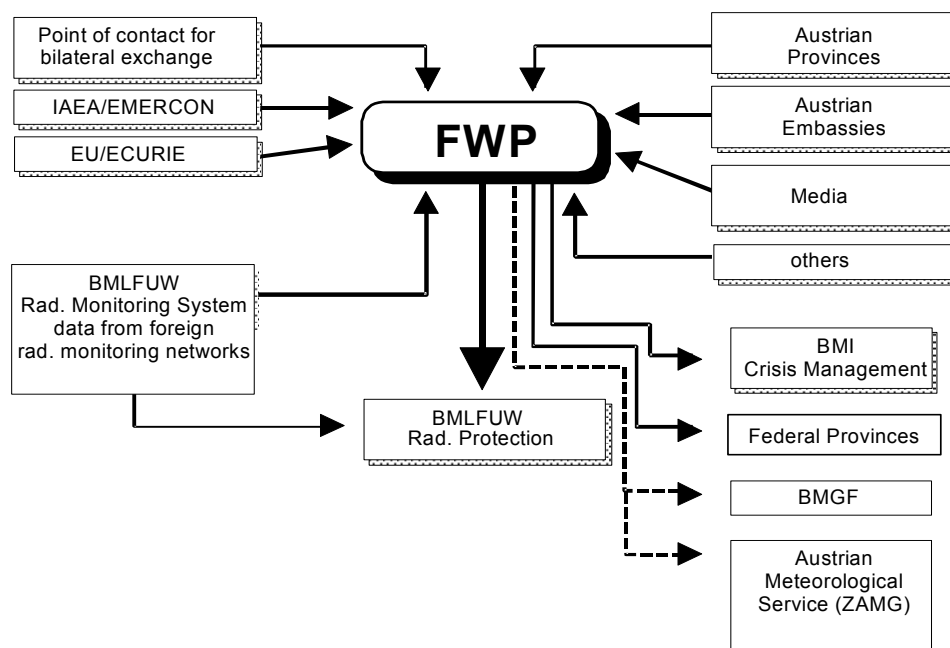 Point of contact for
bilateral exchange
IAEA/EMERCON
EU/ECURIE
FWP
Austrian
Provinces
Austrian
Embassies
Media
others
BMLFUW
Rad. Monitoring System
data from foreign
rad. monitoring networks
BMLFUW
Rad. Protection
BMI
Crisis Management
Federal Provinces
BMGF
Austrian
Meteorological
Service (ZAMG)